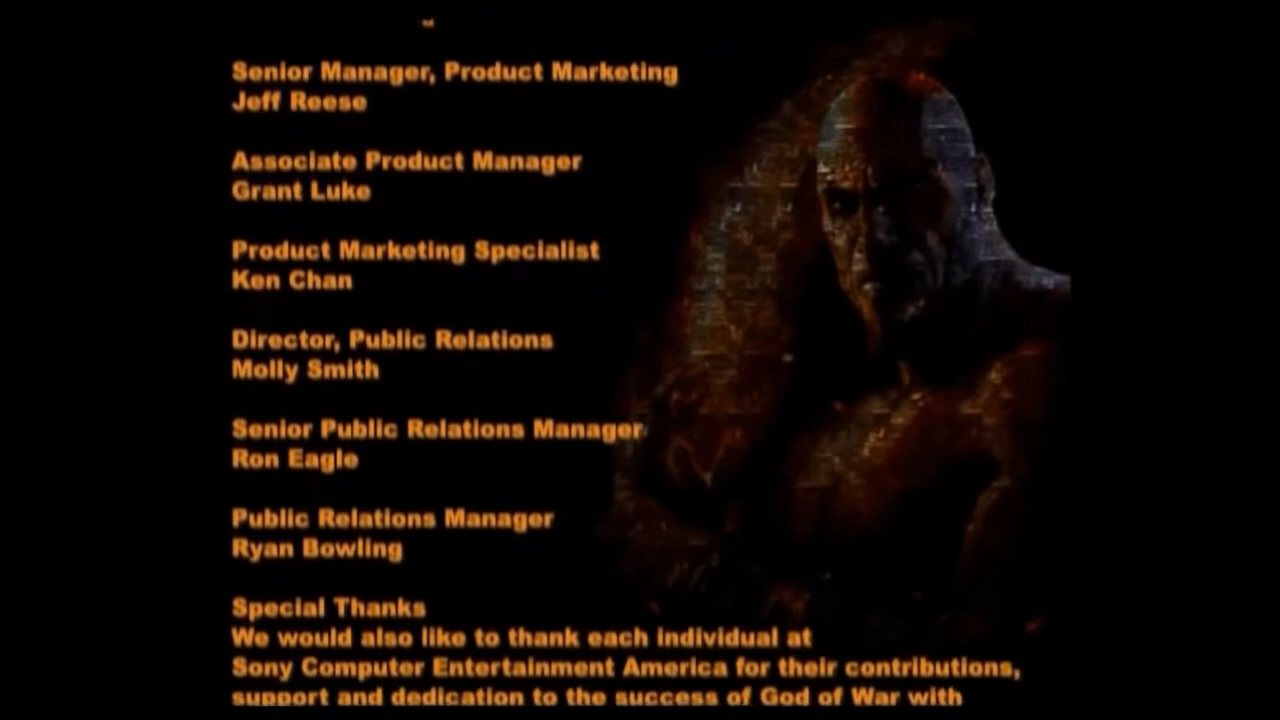 Senior Manager, Product Marketing
Jeff Reese
Associate Product Manager
Grant Luke
Product Marketing Specialist
Ken Chan
Director, Public Relations
Molly Smith
Senior Public Relations Manager
Ron Eagle
Public Relations Manager
Ryan Bowling
Special Thanks
We would also like to thank each individual at
Sony Computer Entertainment America for their contributions,
support and dedication to the success of God of War with